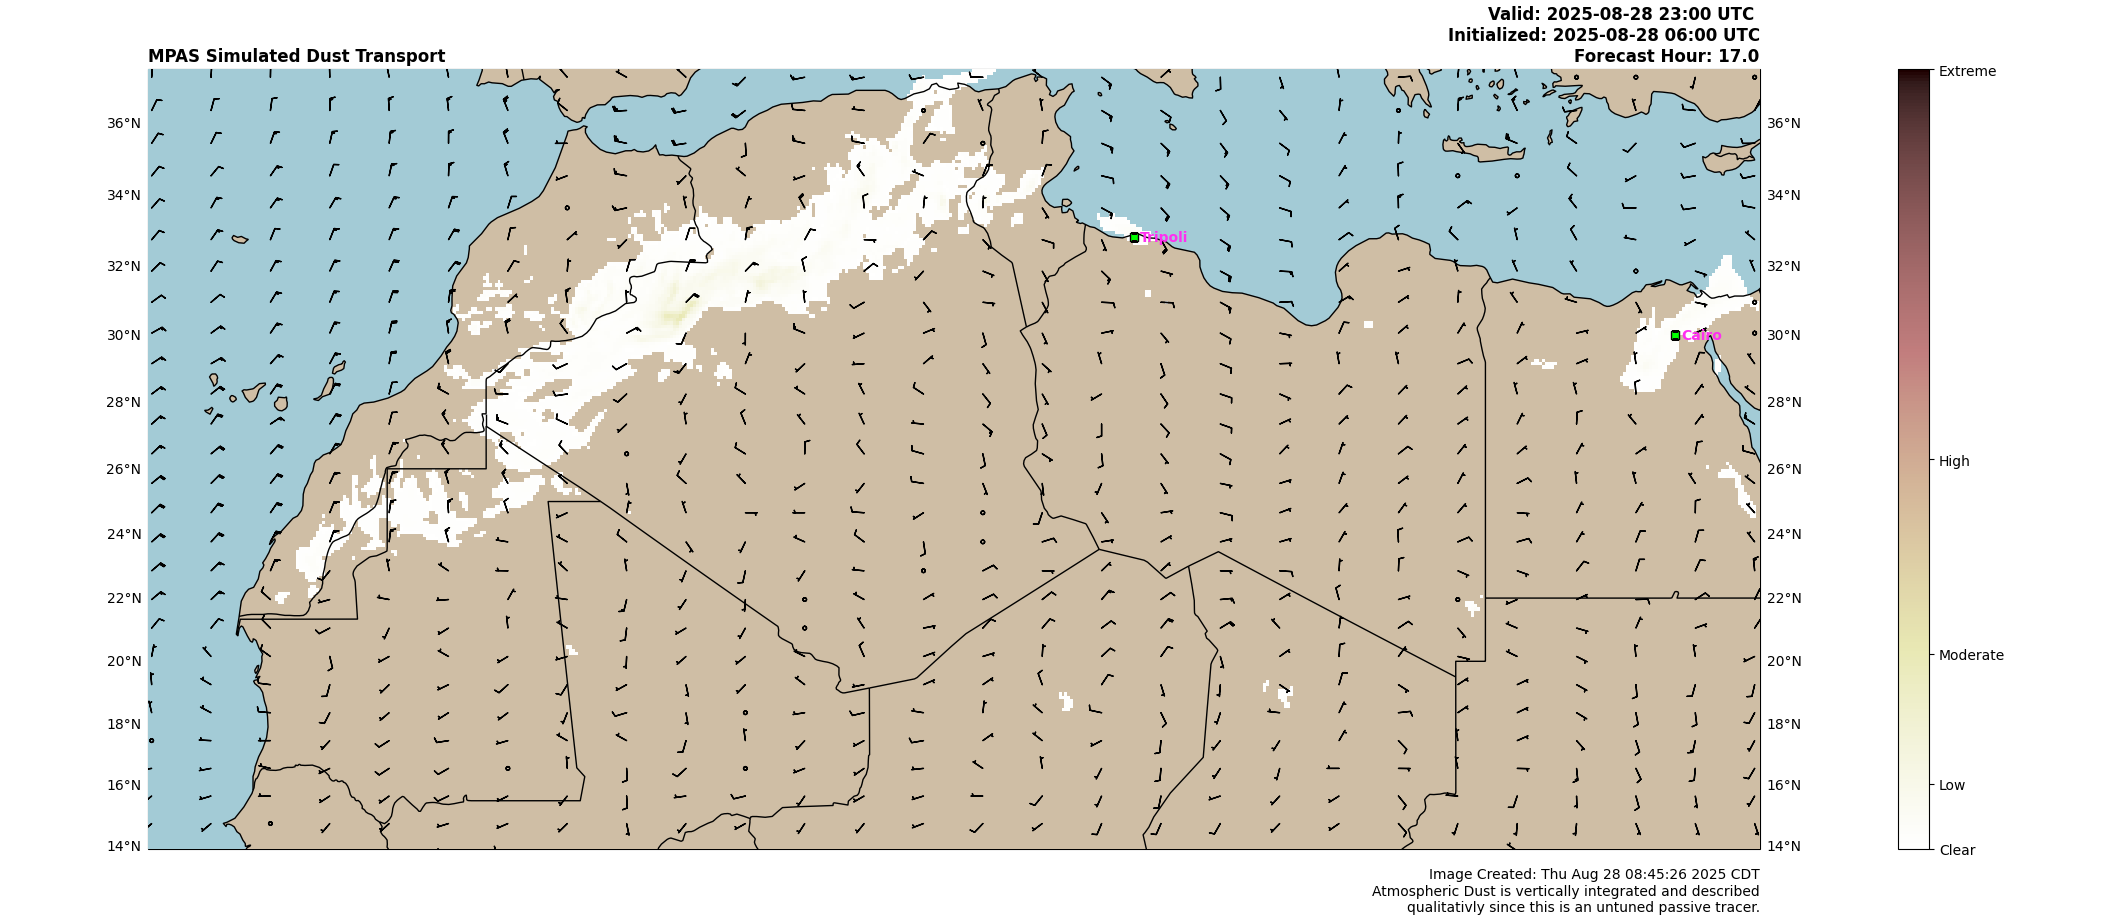 Valid: 2025-08-28 23:00 UTC
Initialized: 2025-08-28 06:00 UTC
MPAS Simulated Dust Transport
Forecast Hour: 17.0
Extreme
36°N
36°N
34°N
34°N
Tripoli
32°N
32°N
30°N
Cairo
30°N
28°N
28°N
26°N
26°N
High
24°N
24°N
22°N
22°N
20°N
20°N
Moderate
18°N
18°N
16°N
16°N
Low
14°N
14°N
Clear
Image Created: Thu Aug 28 08:45:26 2025 CDT
Atmospheric Dust is vertically integrated and described
qualitativly since this is an untuned passive tracer.